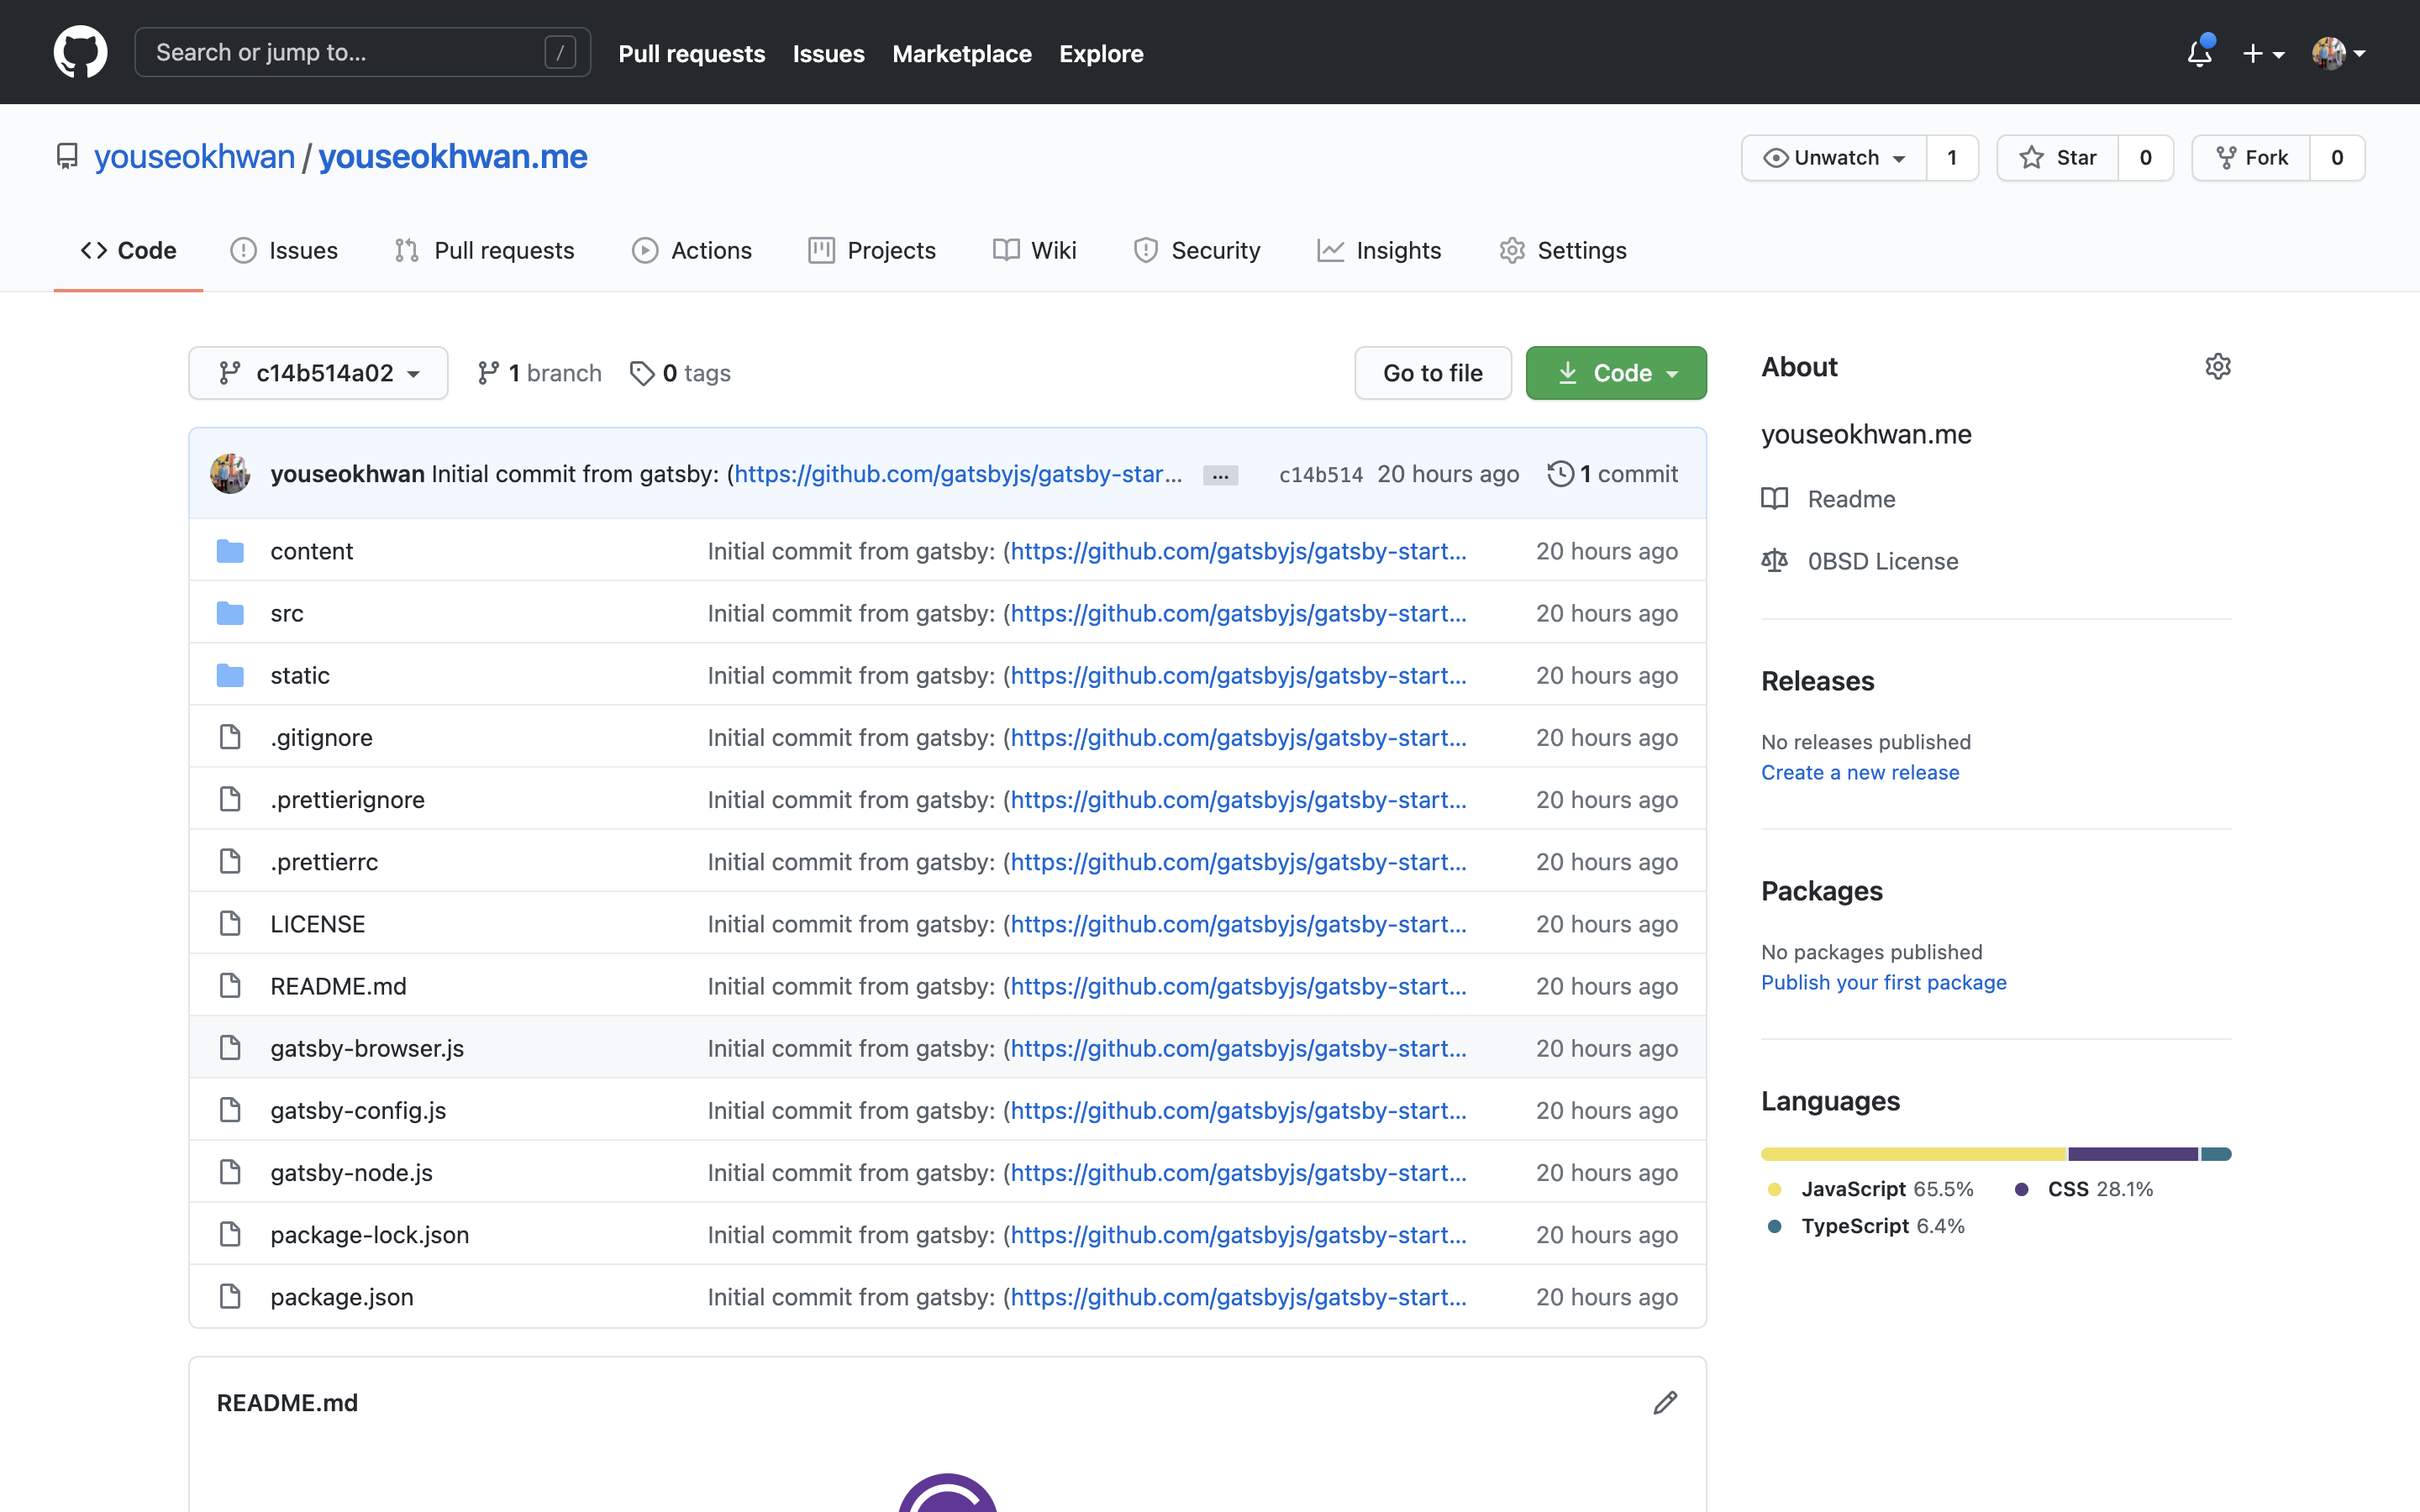 Search or jump to... / Pull requests Issues Marketplace Explore
youseokhwan / youseokhwan.me Unwatch 1 Star 0 Fork 0
Code Issues Pull requests Actions Projects Wiki Security Insights Settings
c14b514a02 1 branch 0 tags Go to file Code
youseokhwan Initial commit from gatsby: (https://github.com/gatsbyjs/gatsby-star... ... c14b514 20 hours ago 1 commit
content Initial commit from gatsby: (https://github.com/gatsbyjs/gatsby-start... 20 hours ago
src Initial commit from gatsby: (https://github.com/gatsbyjs/gatsby-start... 20 hours ago
static Initial commit from gatsby: (https://github.com/gatsbyjs/gatsby-start... 20 hours ago
.gitignore Initial commit from gatsby: (https://github.com/gatsbyjs/gatsby-start... 20 hours ago
.prettierignore Initial commit from gatsby: (https://github.com/gatsbyjs/gatsby-start... 20 hours ago
.prettierrc Initial commit from gatsby: (https://github.com/gatsbyjs/gatsby-start... 20 hours ago
LICENSE Initial commit from gatsby: (https://github.com/gatsbyjs/gatsby-start... 20 hours ago
README.md Initial commit from gatsby: (https://github.com/gatsbyjs/gatsby-start... 20 hours ago
gatsby-browser.js Initial commit from gatsby: (https://github.com/gatsbyjs/gatsby-start... 20 hours ago
gatsby-config.js Initial commit from gatsby: (https://github.com/gatsbyjs/gatsby-start... 20 hours ago
gatsby-node.js Initial commit from gatsby: (https://github.com/gatsbyjs/gatsby-start... 20 hours ago
package-lock.json Initial commit from gatsby: (https://github.com/gatsbyjs/gatsby-start... 20 hours ago
package.json Initial commit from gatsby: (https://github.com/gatsbyjs/gatsby-start... 20 hours ago
README.md
About
youseokhwan.me
Readme
0BSD License
Releases
No releases published
Create a new release
Packages
No packages published
Publish your first package
Languages
JavaScript 65.5% CSS 28.1%
TypeScript 6.4%